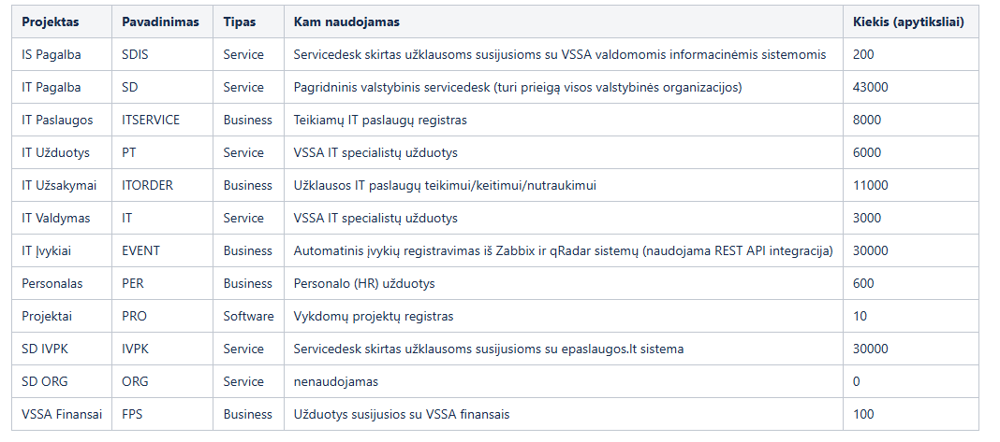 Projektas Pavadinimas Tipas Kam naudojamas Kiekis (apytiksliai)
IS Pagalba SDIS Service Servicedesk skirtas užklausoms susijusioms su VSSA valdomomis informacinėmis sistemomis 200
IT Pagalba SD Service Pagridninis valstybinis servicedesk (turi prieigą visos valstybinės organizacijos) 43000
IT Paslaugos ITSERVICE Business Teikiamų IT paslaugų registras 8000
IT Užduotys PT Service VSSA IT specialistų užduotys 6000
IT Užsakymai ITORDER Business Užklausos IT paslaugų teikimui/keitimui/nutraukimui 11000
IT Valdymas IT Service VSSA IT specialistų užduotys 3000
IT Įvykiai EVENT Business Automatinis įvykių registravimas iš Zabbix ir qRadar sistemų (naudojama REST API integracija) 30000
Personalas PER Business Personalo (HR) užduotys 600
Projektai PRO Software Vykdomų projektų registras 10
SD IVPK IVPK Service Servicedesk skirtas užklausoms susijusioms su epaslaugos.lt sistema 30000
SD ORG ORG Service nenaudojamas 0
VSSA Finansai FPS Business Užduotys susijusios su VSSA finansais 100